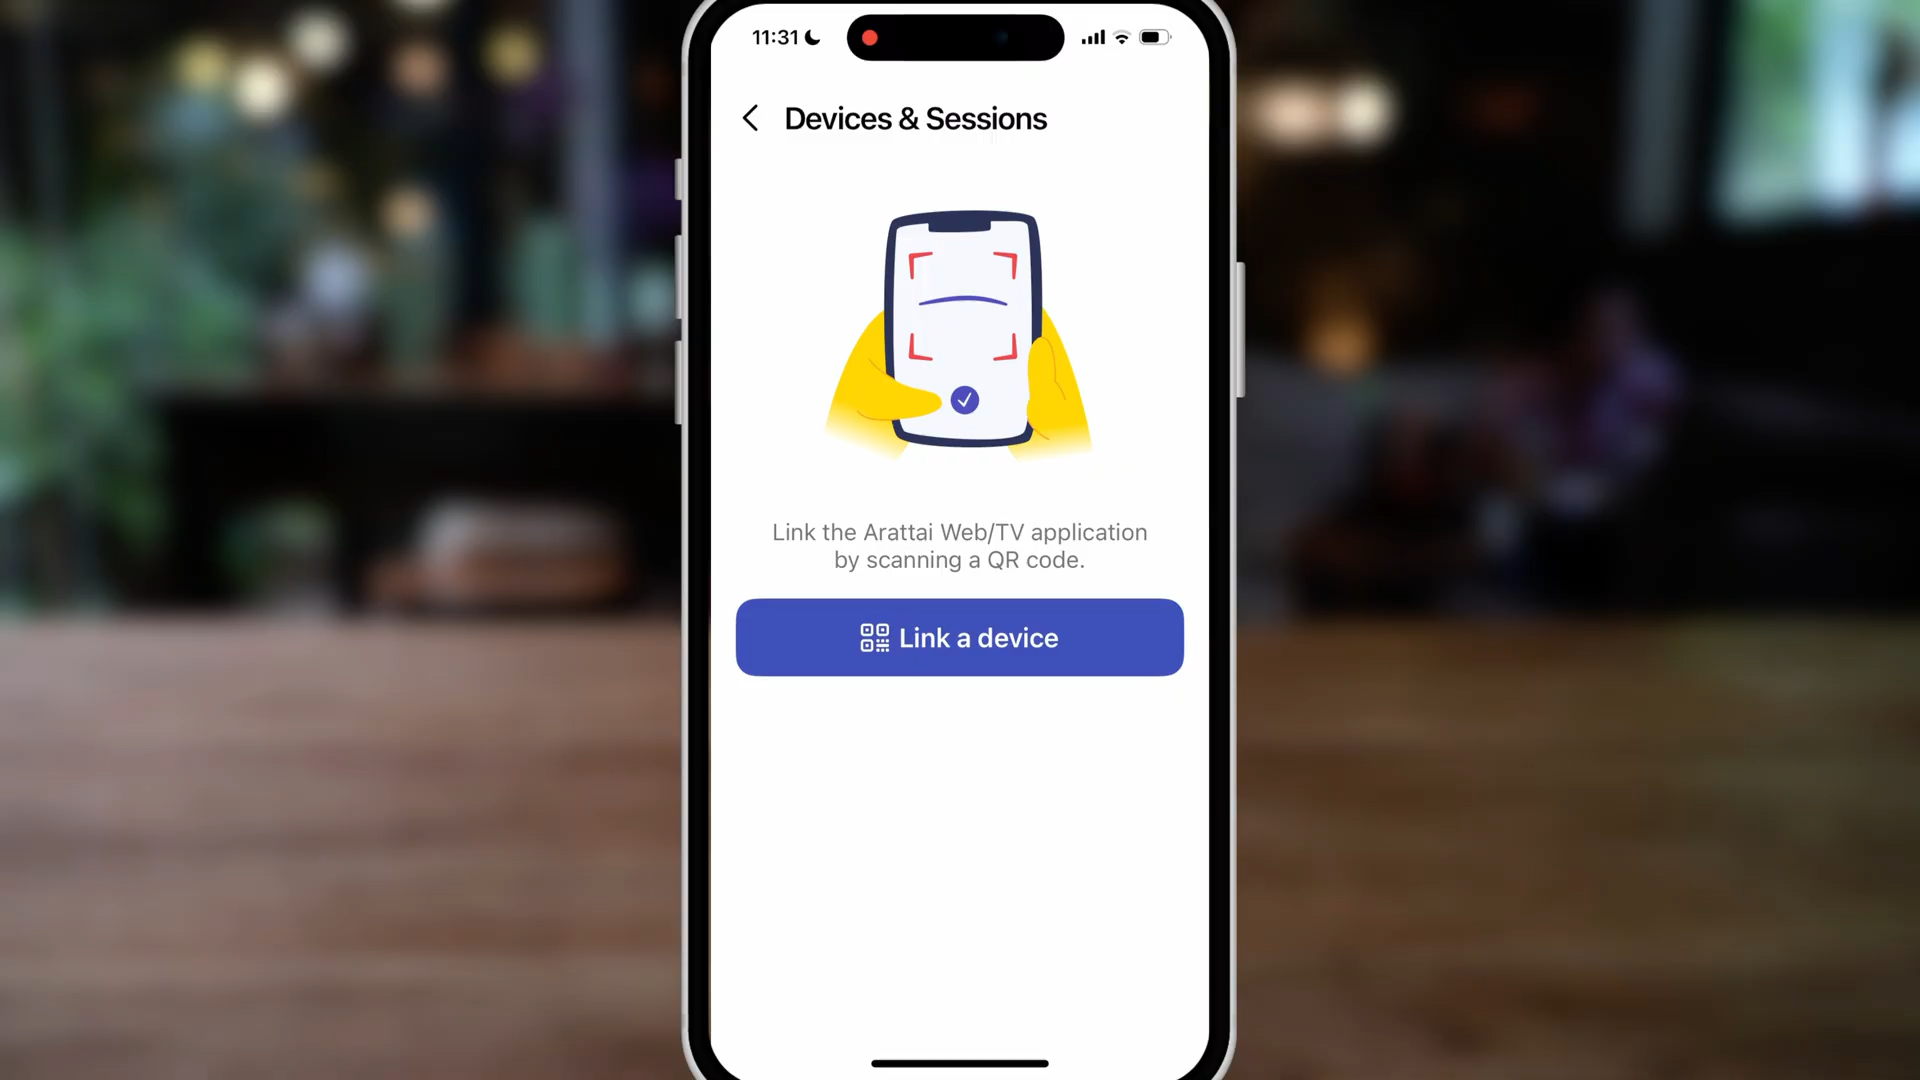 11:31
Devices & Sessions
Link the Arattai Web/TV application
by scanning a QR code.
Link a device